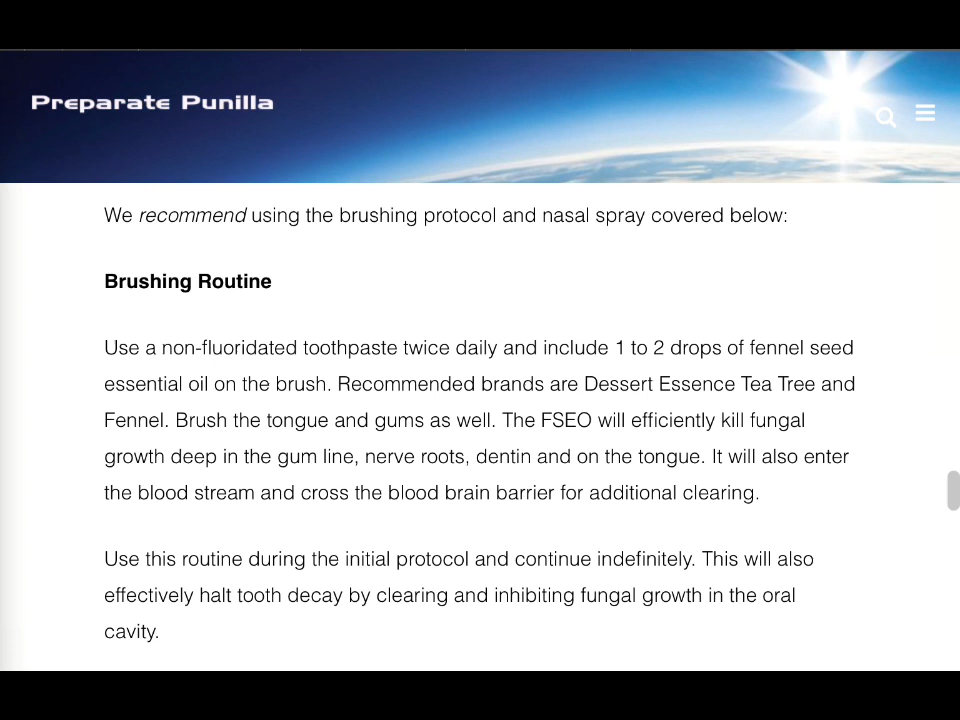 Preparate Punilla
We recommend using the brushing protocol and nasal spray covered below:
Brushing Routine
Use a non-fluoridated toothpaste twice daily and include 1 to 2 drops of fennel seed
essential oil on the brush. Recommended brands are Dessert Essence Tea Tree and
Fennel. Brush the tongue and gums as well. The FSEO will efficiently kill fungal
growth deep in the gum line, nerve roots, dentin and on the tongue. It will also enter
the blood stream and cross the blood brain barrier for additional clearing.
Use this routine during the initial protocol and continue indefinitely. This will also
effectively halt tooth decay by clearing and inhibiting fungal growth in the oral
cavity.